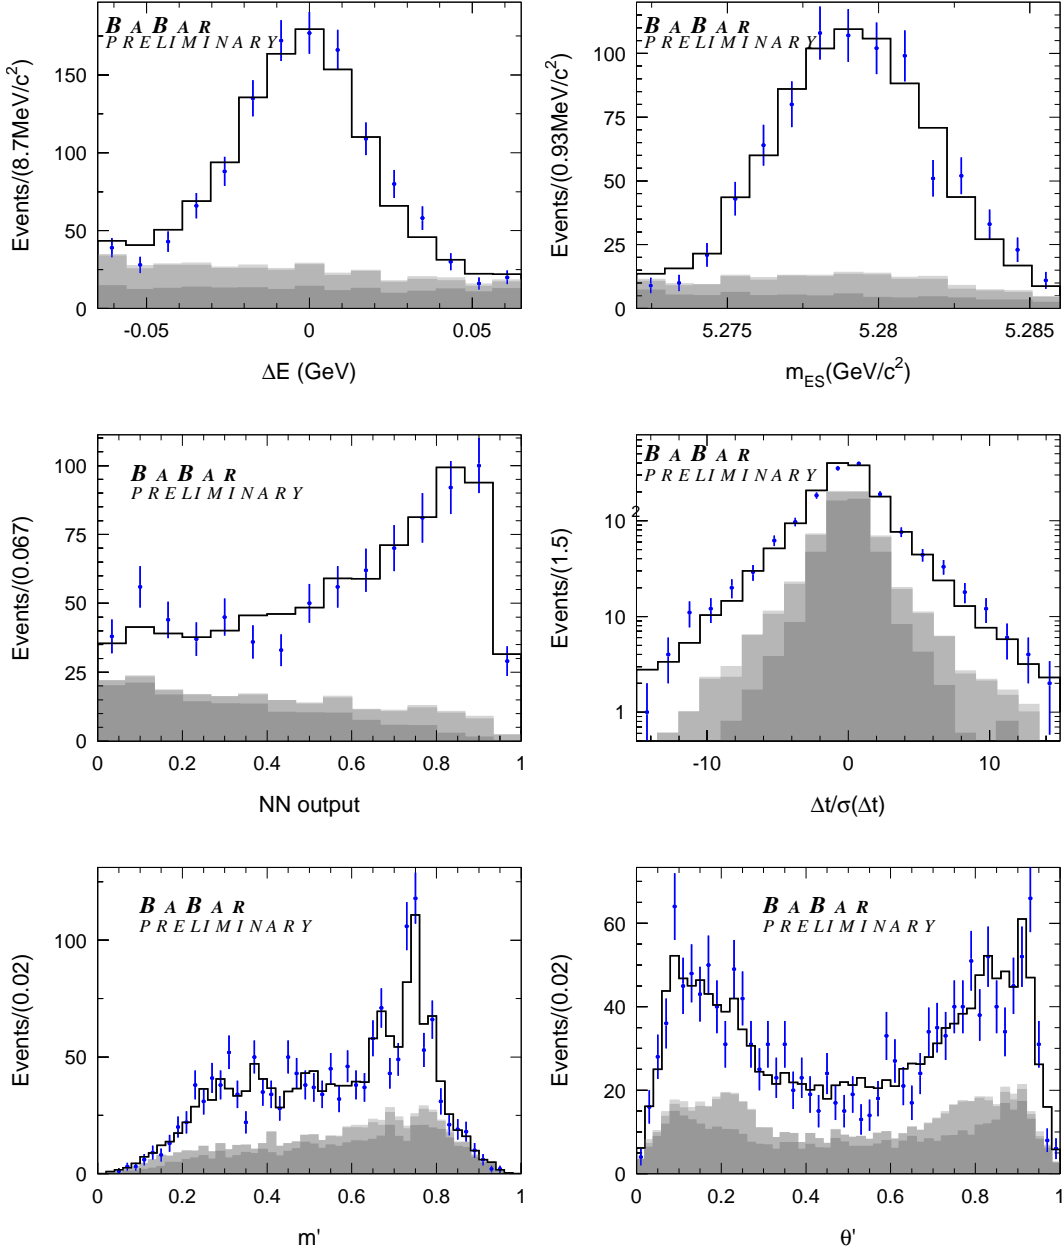 BABAR
PRELIMINARY
Events/(8.7MeV/c²)
150
100
50
0
-0.05 0 0.05
ΔE (GeV)
BABAR
PRELIMINARY
Events/(0.93MeV/c²)
100
75
50
25
0
5.275 5.28 5.285
m_ES(GeV/c²)
BABAR
PRELIMINARY
Events/(0.067)
100
75
50
25
0
0 0.2 0.4 0.6 0.8 1
NN output
BABAR
PRELIMINARY
Events/(1.5)
10²
10
1
-10 0 10
Δt/σ(Δt)
BABAR
PRELIMINARY
Events/(0.02)
100
50
0
0 0.2 0.4 0.6 0.8 1
m'
BABAR
PRELIMINARY
Events/(0.02)
60
40
20
0
0 0.2 0.4 0.6 0.8 1
θ'